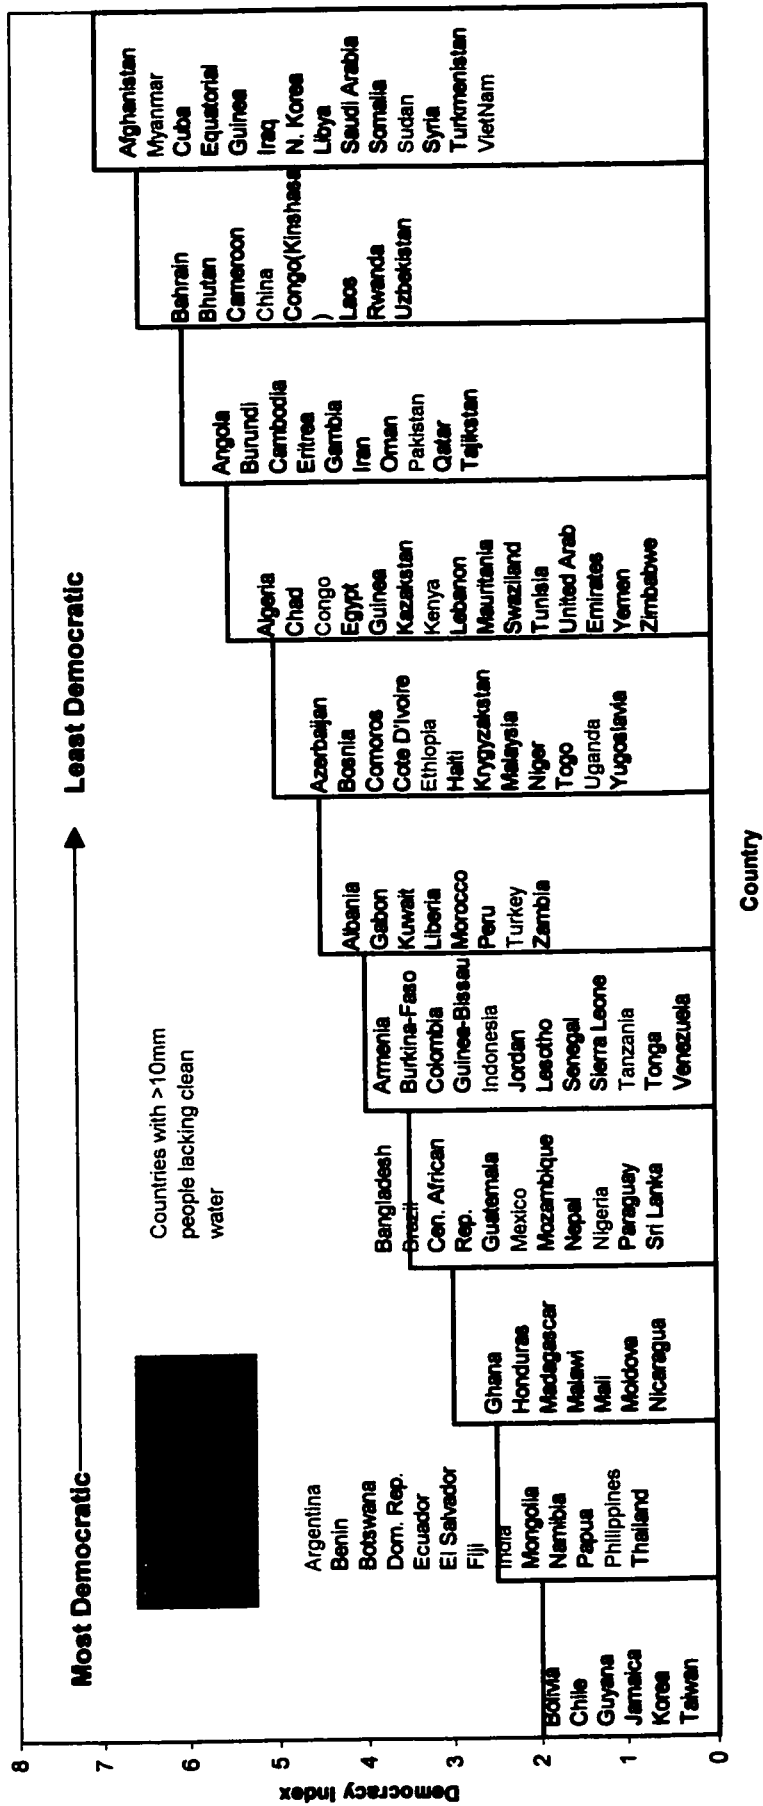 Most Democratic
Least Democratic
Countries with >10mm
people lacking clean
water
8
7
6
5
4
3
2
1
0
Democracy Index
Bolivia
Chile
Guyana
Jamaica
Korea
Taiwan
Argentina
Benin
Botswana
Dom. Rep.
Ecuador
El Salvador
Fiji
India
Mongolia
Namibia
Papua
Philippines
Thailand
Ghana
Honduras
Madagascar
Malawi
Mali
Moldova
Nicaragua
Bangladesh
Brazil
Cen. African
Rep.
Guatemala
Mexico
Mozambique
Nepal
Nigeria
Paraguay
Sri Lanka
Armenia
Burkina-Faso
Colombia
Guinea-Bissau
Indonesia
Jordan
Lesotho
Senegal
Sierra Leone
Tanzania
Tonga
Venezuela
Albania
Gabon
Kuwait
Liberia
Morocco
Peru
Turkey
Zambia
Azerbaijan
Bosnia
Comoros
Cote D'Ivoire
Ethiopia
Haiti
Krygyzakstan
Malaysia
Niger
Togo
Uganda
Yugoslavia
Algeria
Chad
Congo
Egypt
Guinea
Kazakstan
Kenya
Lebanon
Mauritania
Swaziland
Tunisia
United Arab
Emirates
Yemen
Zimbabwe
Angola
Burundi
Cambodia
Eritrea
Gambia
Iran
Oman
Pakistan
Qatar
Tajikstan
Bahrain
Bhutan
Cameroon
China
Congo(Kinshasa
)
Laos
Rwanda
Uzbekistan
Afghanistan
Myanmar
Cuba
Equatorial
Guinea
Iraq
N. Korea
Libya
Saudi Arabia
Somalia
Sudan
Syria
Turkmenistan
VietNam
Country